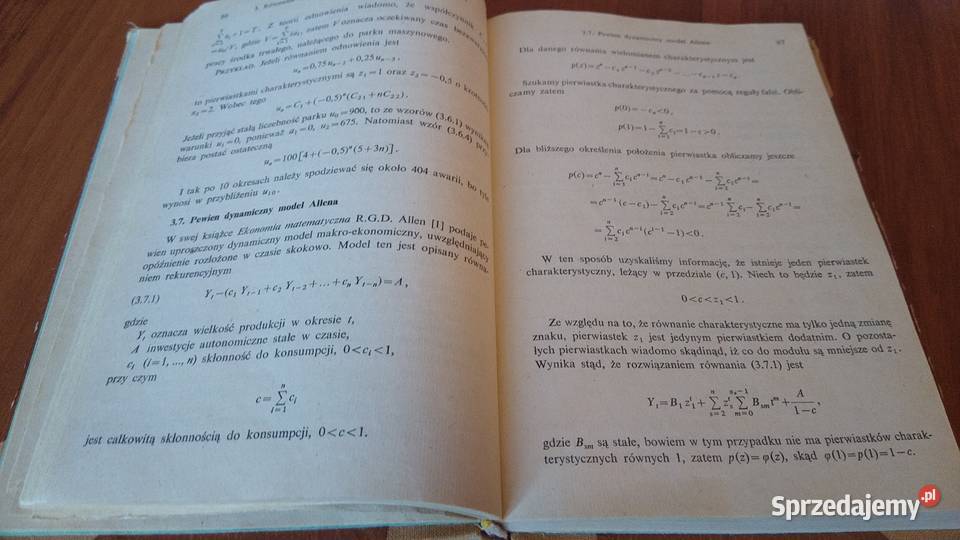 3.
Σ a_i + 1 = T. Z teorii odnowienia wiadomo, że współczynnik
= u_0/V, gdzie V = zatem V oznacza oczekiwany czas
pracy środka trwałego, należącego do parku maszynowego.
PRZYKŁAD. Jeżeli równaniem odnowienia jest
u_n = 0,75 u_{n-2} + 0,25 u_{n-3},
to pierwiastkami charakterystycznymi są z_1 = 1 oraz z_2 = −0,5 o
s_2 = 2. Wobec tego
u_n = C_1 + (−0,5)^n (C_{21} + nC_{22}).
Jeżeli przyjąć stałą liczebność parku u_0 = 900, to ze wzorów (3.6.1)
warunki u_1 = 0, ponieważ a_1 = 0, u_2 = 675. Natomiast wzór (3.6.4) przy-
biera postać ostateczną
u_n = 100[4 + (−0,5)^n (5 + 3n)].
I tak po 10 okresach należy spodziewać się około 404 awarii, bo tyle
wynosi w przybliżeniu u_{10}.
3.7. Pewien dynamiczny model Allena
W swej książce Ekonomia matematyczna R.G.D. Allen [1] podaje pe-
wien uproszczony dynamiczny model makro-ekonomiczny, uwzględniający
opóźnienie rozłożone w czasie skokowo. Model ten jest opisany równa-
niem rekurencyjnym
(3.7.1) Y_t − (c_1 Y_{t-1} + c_2 Y_{t-2} + ... + c_n Y_{t-n}) = A,
gdzie
Y_t oznacza wielkość produkcji w okresie t,
A inwestycje autonomiczne stałe w czasie,
c_i (i = 1, ..., n) skłonność do konsumpcji, 0 < c_i < 1,
przy czym
c = Σ_{i=1}^{n} c_i
jest całkowitą skłonnością do konsumpcji, 0 < c < 1.
3.7. Pewien dynamiczny model Allena 97
Dla danego równania wielomianem charakterystycznym jest
p(z) = z^n − c_1 z^{n-1} − c_2 z^{n-2} − ... − c_{n-1} z − c_n.
Szukamy pierwiastka charakterystycznego za pomocą reguły falsi. Obli-
czamy zatem
p(0) = −c_n < 0,
p(1) = 1 − Σ_{i=1}^{n} c_i = 1 − c > 0.
Dla bliższego określenia położenia pierwiastka obliczamy jeszcze
p(c) = c^n − Σ_{i=1}^{n} c_i c^{n-i} = c^n − c_1 c^{n-1} − Σ_{i=2}^{n} c_i c^{n-i} =
= c^{n-1} (c − c_1) − Σ_{i=2}^{n} c_i c^{n-i} = c^{n-1} Σ_{i=2}^{n} c_i − Σ_{i=2}^{n} c_i c^{n-i} =
= Σ_{i=2}^{n} c_i c^{n-i} (c^{i-1} − 1) < 0.
W ten sposób uzyskaliśmy informację, że istnieje jeden pierwiastek
charakterystyczny, leżący w przedziale (c, 1). Niech to będzie z_1, zatem
0 < c < z_1 < 1.
Ze względu na to, że równanie charakterystyczne ma tylko jedną zmianę
znaku, pierwiastek z_1 jest jedynym pierwiastkiem dodatnim. O pozosta-
łych pierwiastkach wiadomo skądinąd, iż co do modułu są mniejsze od z_1.
Wynika stąd, że rozwiązaniem równania (3.7.1) jest
Y_t = B_1 z_1^t + Σ_{s=2}^{n} z_s^t Σ_{m=0}^{s_s−1} B_{sm} t^m + A/(1−c),
gdzie B_{sm} są stałe, bowiem w tym przypadku nie ma pierwiastków charak-
terystycznych równych 1, zatem p(z) = φ(z), skąd φ(1) = p(1) = 1 − c.
Sprzedajemy.pl